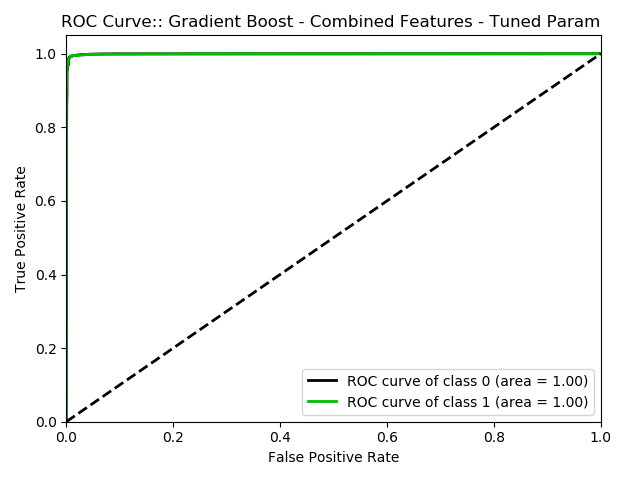 ROC Curve:: Gradient Boost - Combined Features - Tuned Param
True Positive Rate
1.0
0.8
0.6
0.4
0.2
0.0
ROC curve of class 0 (area = 1.00)
ROC curve of class 1 (area = 1.00)
0.0 0.2 0.4 0.6 0.8 1.0
False Positive Rate